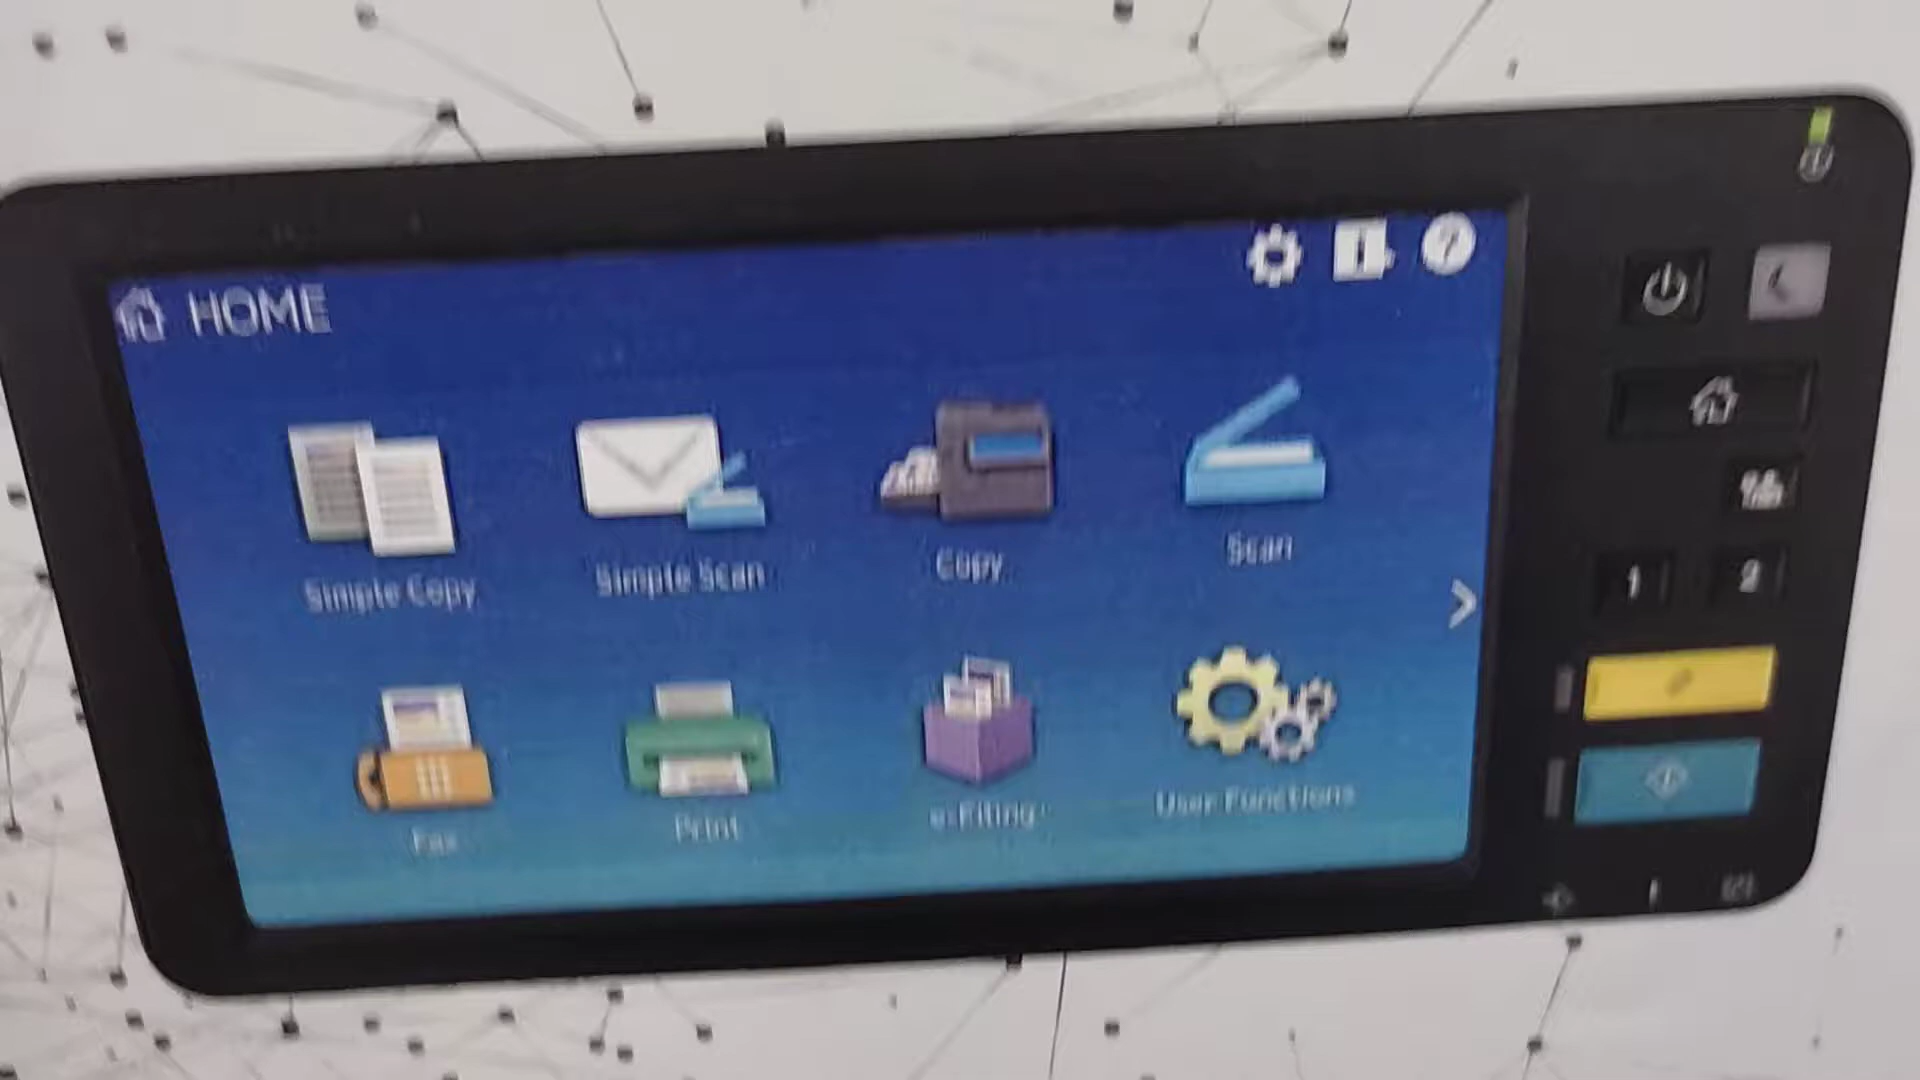 HOME
Simple Copy
Simple Scan
Copy
Scan
Fax
Print
e-Filing
User Functions
1
2